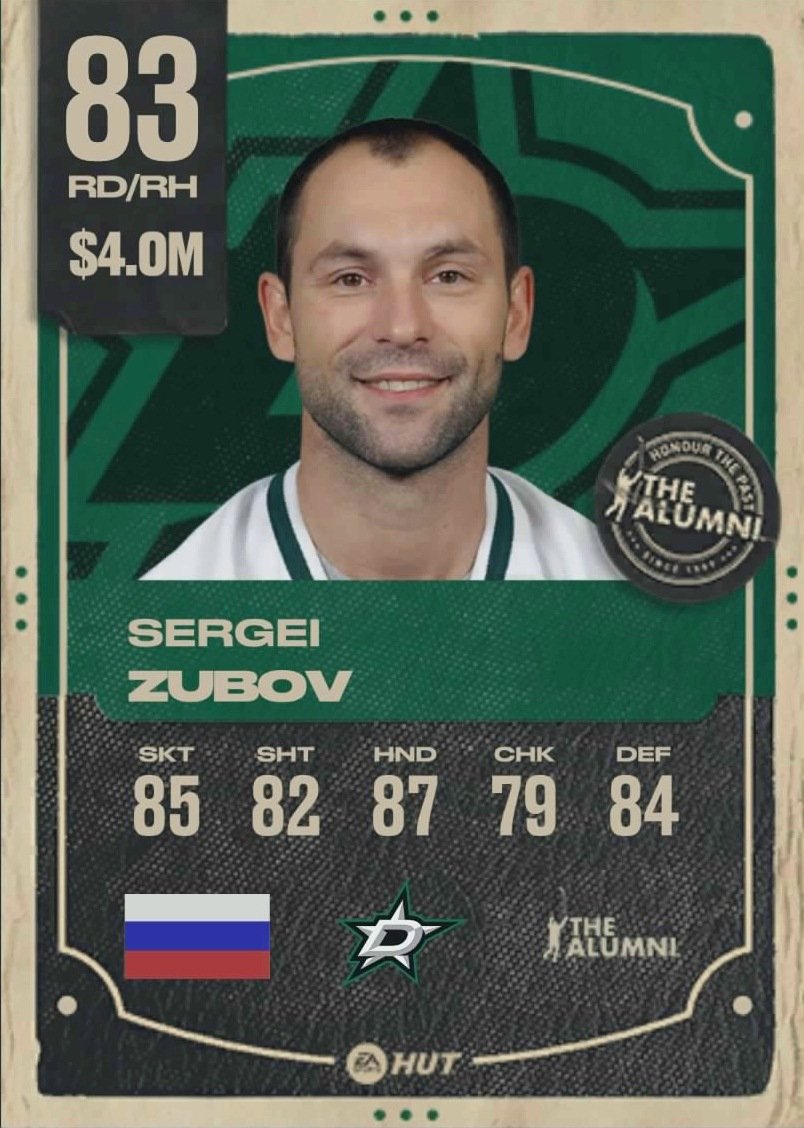 83
RD/RH
$4.0M
HONOUR THE PAST
THE
ALUMNI
SERGEI
ZUBOV
SKT SHT HND CHK DEF
85 82 87 79 84
D
THE
ALUMNI
EA
HUT